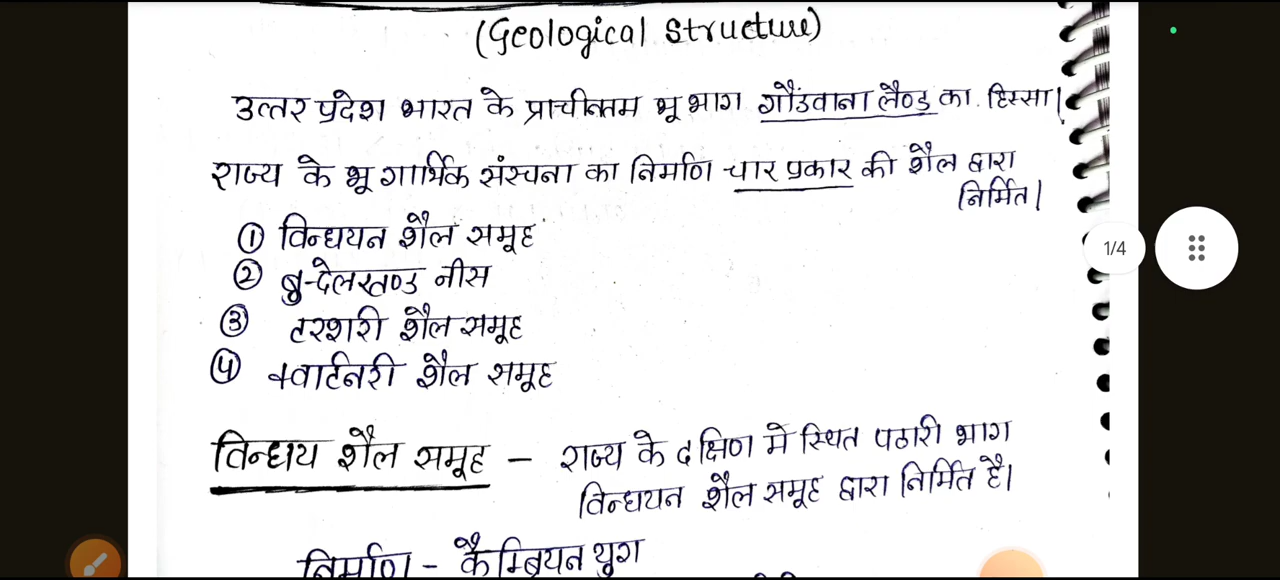 (Geological Structure)
उत्तर प्रदेश भारत के प्राचीनतम भू भाग गौंडवाना लैण्ड का हिस्सा।
राज्य के भू गार्भिक संरचना का निर्माण चार प्रकार की शैल द्वारा
निर्मित।
① विन्धयन शैल समूह
② बुन्देलखण्ड नीस
③ टरशरी शैल समूह
④ क्वार्टनरी शैल समूह
विन्धय शैल समूह – राज्य के दक्षिण मे स्थित पठारी भाग
विन्धयन शैल समूह द्वारा निर्मित है।
निर्माण – कैम्ब्रियन युग
1/4